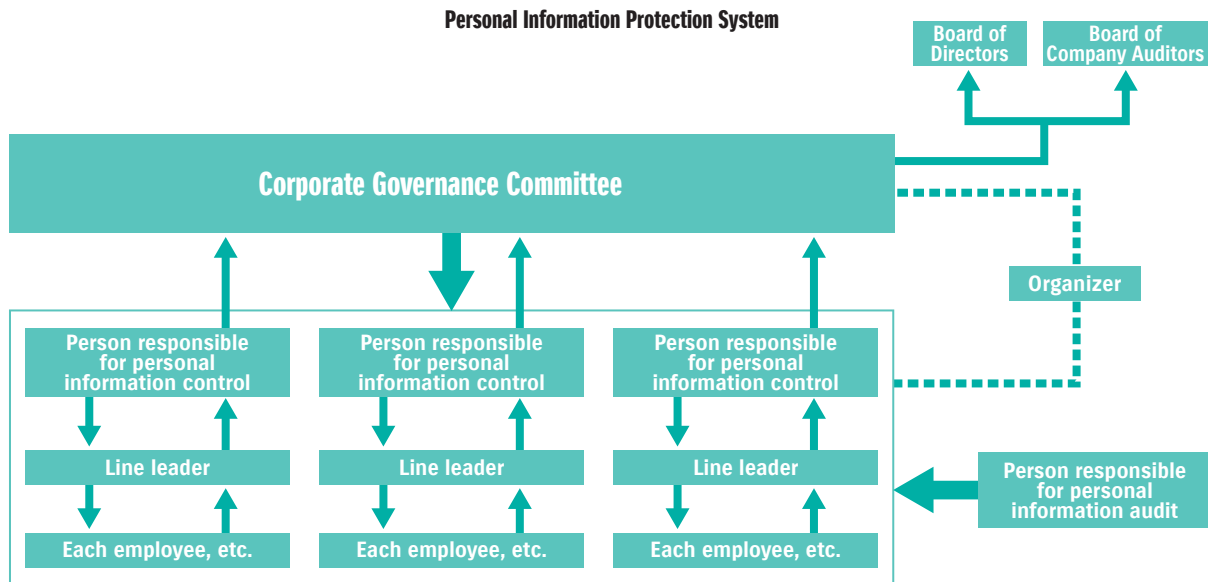 Personal Information Protection System
Board of
Directors
Board of
Company Auditors
Corporate Governance Committee
Organizer
Person responsible
for personal
information control
Person responsible
for personal
information control
Person responsible
for personal
information control
Line leader
Line leader
Line leader
Person responsible
for personal
information audit
Each employee, etc.
Each employee, etc.
Each employee, etc.